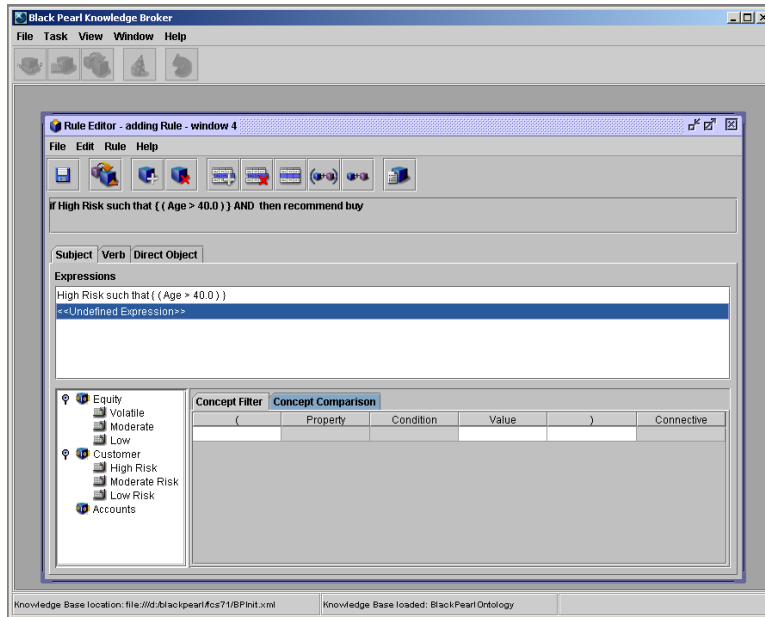 Black Pearl Knowledge Broker
File Task View Window Help
Rule Editor - adding Rule - window 4
File Edit Rule Help
if High Risk such that { ( Age > 40.0 ) } AND then recommend buy
Subject Verb Direct Object
Expressions
High Risk such that { ( Age > 40.0 ) }
<<Undefined Expression>>
Equity
Volatile
Moderate
Low
Customer
High Risk
Moderate Risk
Low Risk
Accounts
Concept Filter Concept Comparison
( Property Condition Value ) Connective
Knowledge Base location: file:///d:/blackpearl/fcs71/BPInit.xml Knowledge Base loaded: BlackPearlOntology